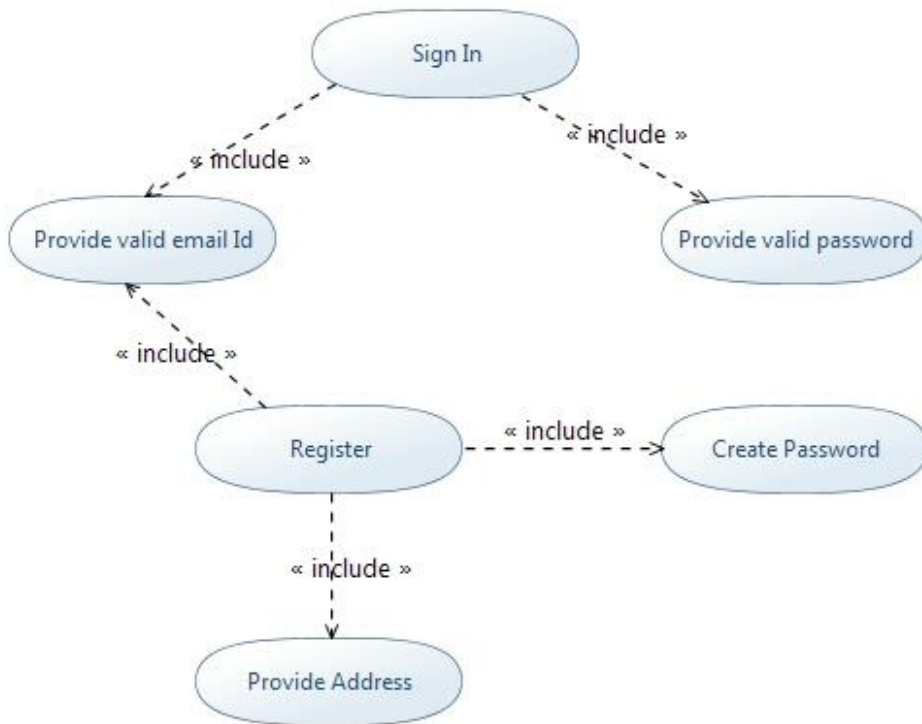 Sign In
« include »
« include »
Provide valid email Id
Provide valid password
« include »
« include »
Register
Create Password
« include »
Provide Address